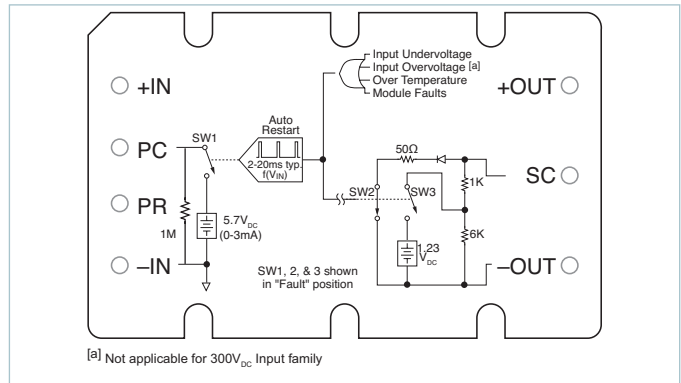 Input Undervoltage
Input Overvoltage [a]
Over Temperature
Module Faults
+IN
+OUT
Auto
Restart
PC
SW1
2-20ms typ.
f(VIN)
50Ω
SC
SW2
SW3
1K
PR
1M
5.7VDC
(0-3mA)
6K
1.23
VDC
–IN
SW1, 2, & 3 shown
in "Fault" position
–OUT
[a] Not applicable for 300VDC Input family